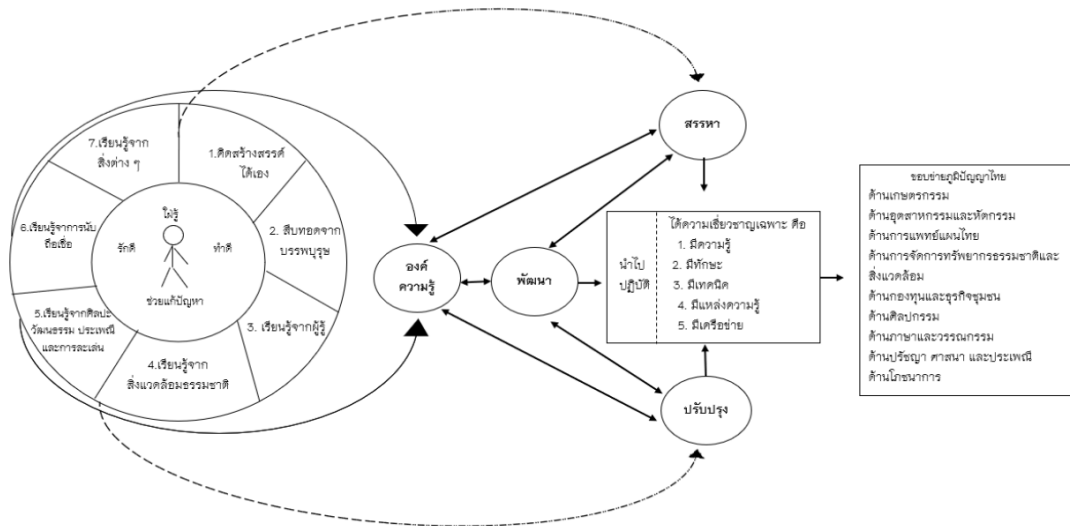 7.เรียนรู้จาก
สิ่งต่าง ๆ
1.คิดสร้างสรรค์
ได้เอง
2. สืบทอดจาก
บรรพบุรุษ
3. เรียนรู้จากผู้รู้
4.เรียนรู้จาก
สิ่งแวดล้อมธรรมชาติ
5.เรียนรู้จากศิลปะ
วัฒนธรรม ประเพณี
และการละเล่น
6.เรียนรู้จาการนับ
ถือเชื่อ
ใฝ่รู้
รักดี
ทำดี
ช่วยแก้ปัญหา
องค์
ความรู้
สรรหา
พัฒนา
ปรับปรุง
นำไป
ปฏิบัติ
ได้ความเชี่ยวชาญเฉพาะ คือ
1. มีความรู้
2. มีทักษะ
3. มีเทคนิค
4. มีแหล่งความรู้
5. มีเครือข่าย
ขอบข่ายภูมิปัญญาไทย
ด้านเกษตรกรรม
ด้านอุตสาหกรรมและหัตกรรม
ด้านการแพทย์แผนไทย
ด้านการจัดการทรัพยากรธรรมชาติและ
สิ่งแวดล้อม
ด้านกองทุนและธุรกิจชุมชน
ด้านศิลปกรรม
ด้านภาษาและวรรณกรรม
ด้านปรัชญา ศาสนา และประเพณี
ด้านโภชนาการ